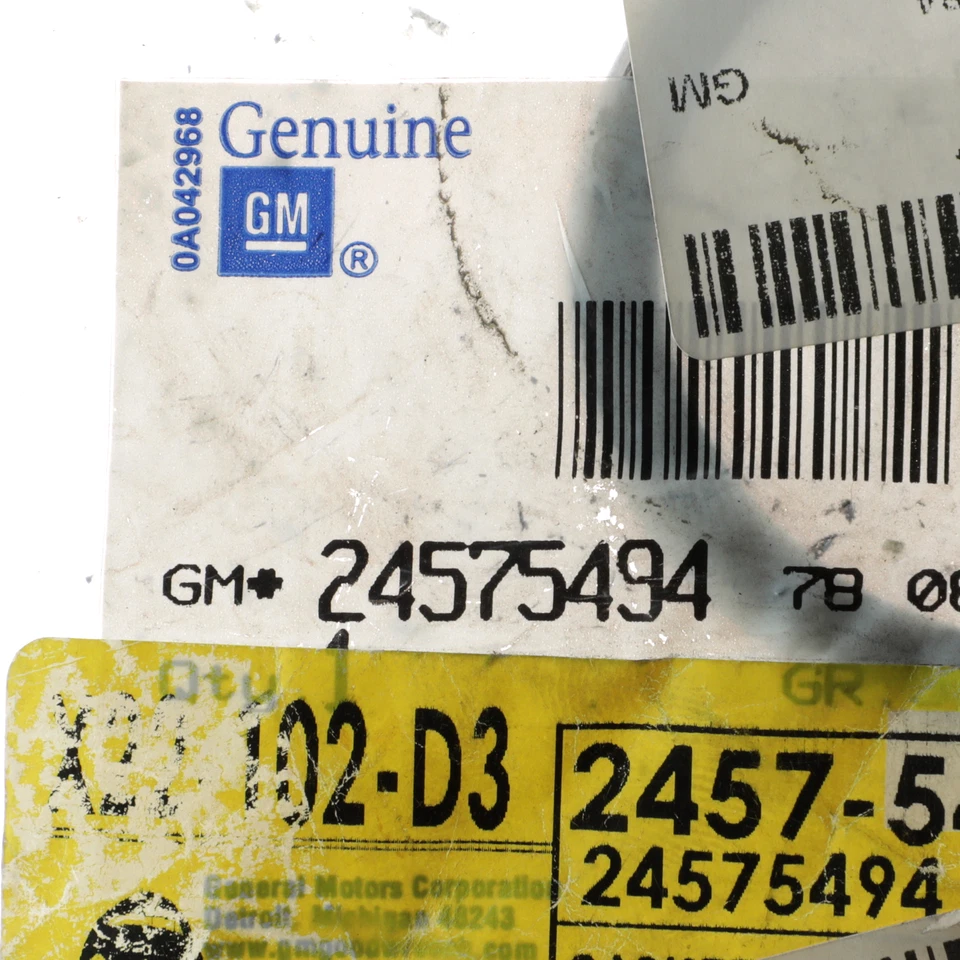 GM
0A042968
Genuine
GM
®
GM* 24575494 78 08
Qty 1
GR
102-D3
2457-5
24575494
General Motors Corporation
Detroit, Michigan 48243